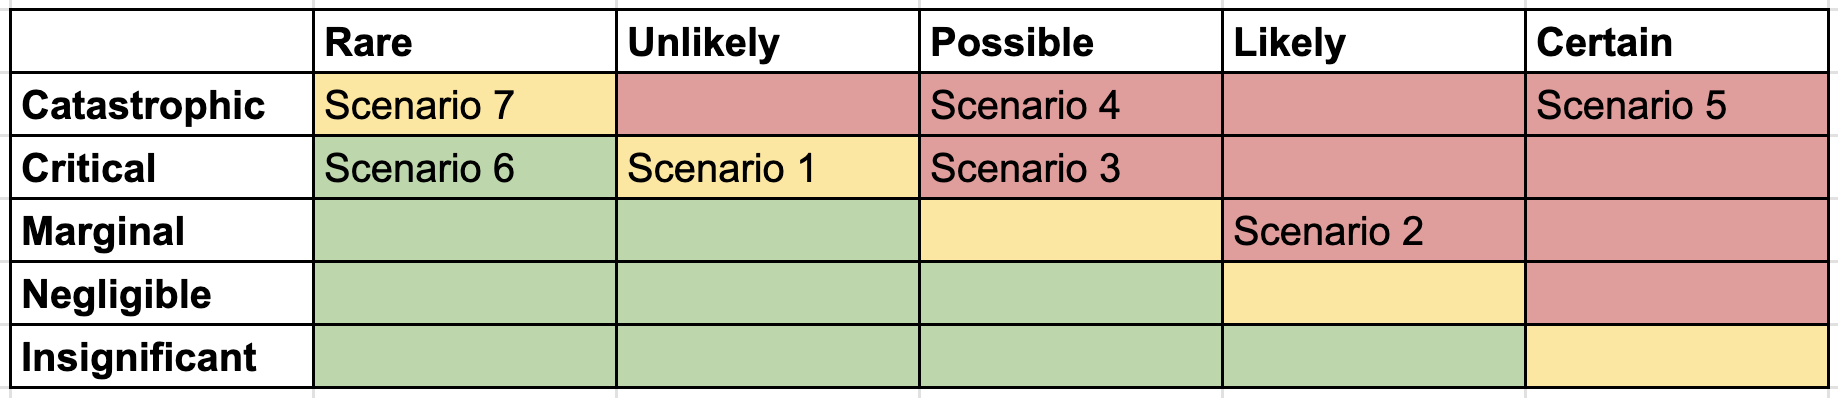 Rare Unlikely Possible Likely Certain
Catastrophic Scenario 7 Scenario 4 Scenario 5
Critical Scenario 6 Scenario 1 Scenario 3
Marginal Scenario 2
Negligible
Insignificant